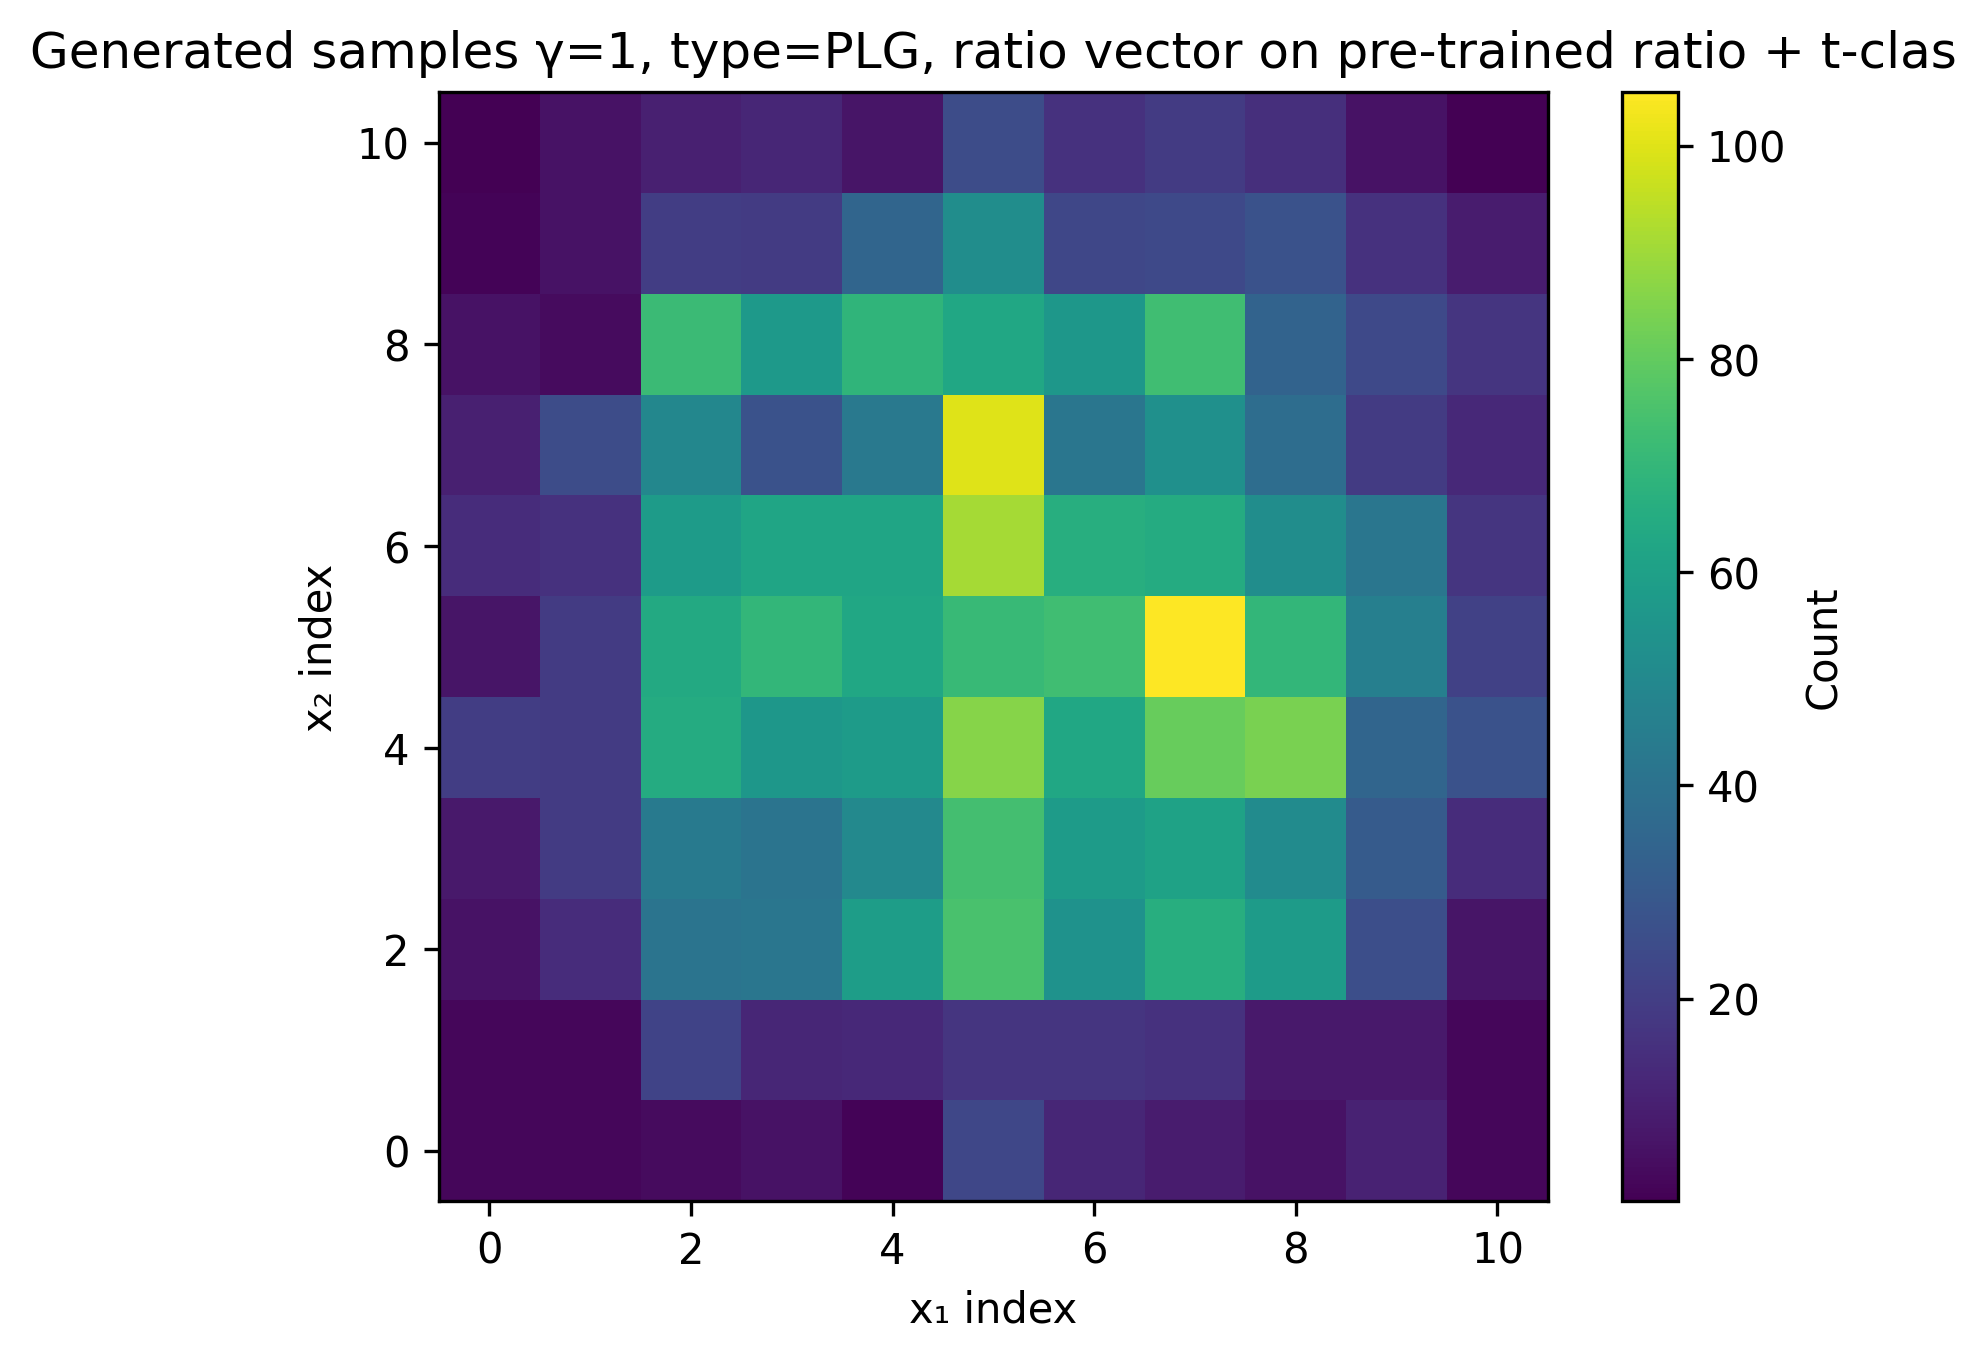 Generated samples γ=1, type=PLG, ratio vector on pre-trained ratio + t-clas
10
8
6
4
2
0
x₂ index
0 2 4 6 8 10
x₁ index
100
80
60
40
20
Count